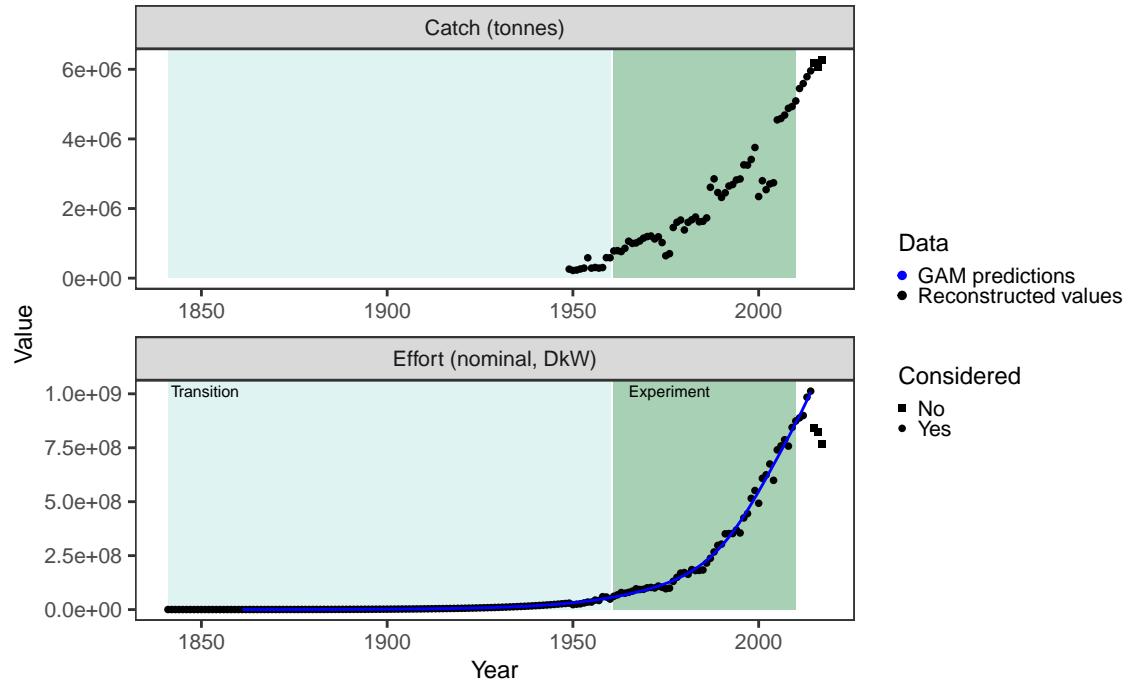 Catch (tonnes)
6e+06
4e+06
2e+06
0e+00
1850 1900 1950 2000
Value
Effort (nominal, DkW)
Transition Experiment
1.0e+09
7.5e+08
5.0e+08
2.5e+08
0.0e+00
1850 1900 1950 2000
Year
Data
GAM predictions
Reconstructed values
Considered
No
Yes